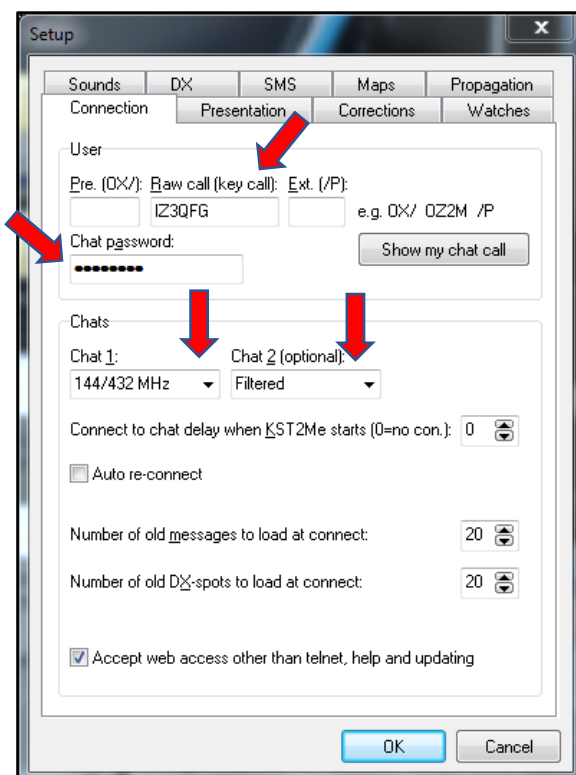 Setup
x
Sounds DX SMS Maps Propagation
Connection Presentation Corrections Watches
User
Pre. (OX/): Raw call (key call): Ext. (/P):
IZ3QFG e.g. OX/ OZ2M /P
Chat password:
Show my chat call
••••••••
Chats
Chat 1: Chat 2 (optional):
144/432 MHz Filtered
Connect to chat delay when KST2Me starts (0=no con.): 0
Auto re-connect
Number of old messages to load at connect: 20
Number of old DX-spots to load at connect: 20
Accept web access other than telnet, help and updating
OK Cancel